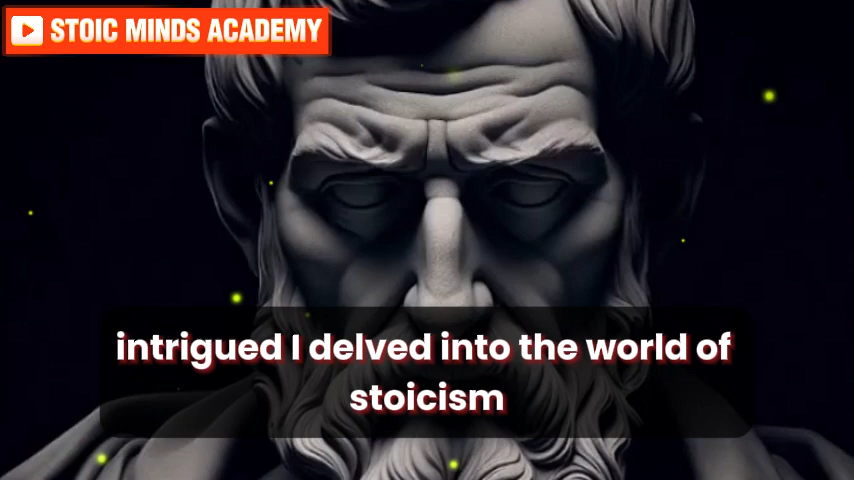 STOIC MINDS ACADEMY
intrigued I delved into the world of
stoicism